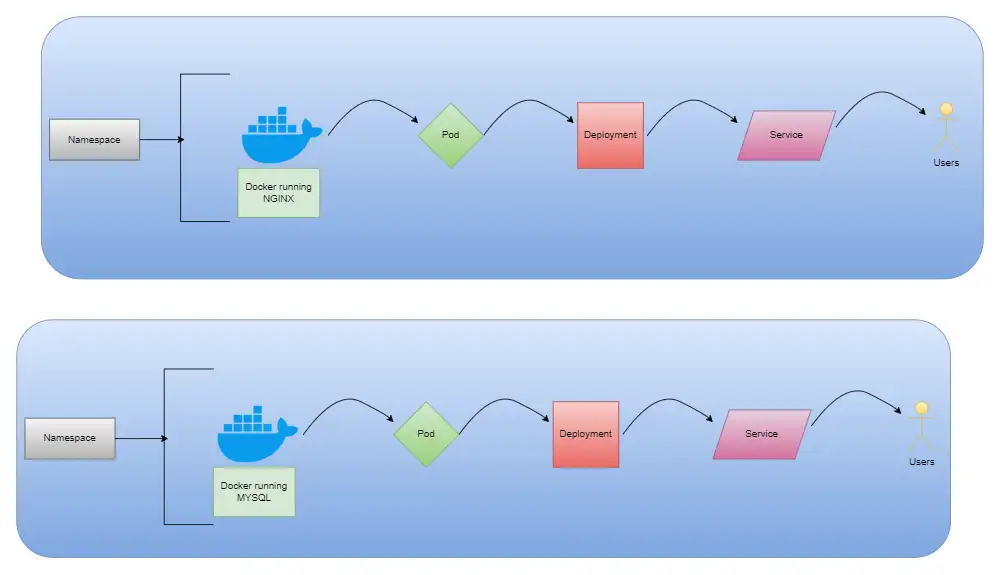 Namespace
Docker running
NGINX
Pod
Deployment
Service
Users
Namespace
Docker running
MYSQL
Pod
Deployment
Service
Users